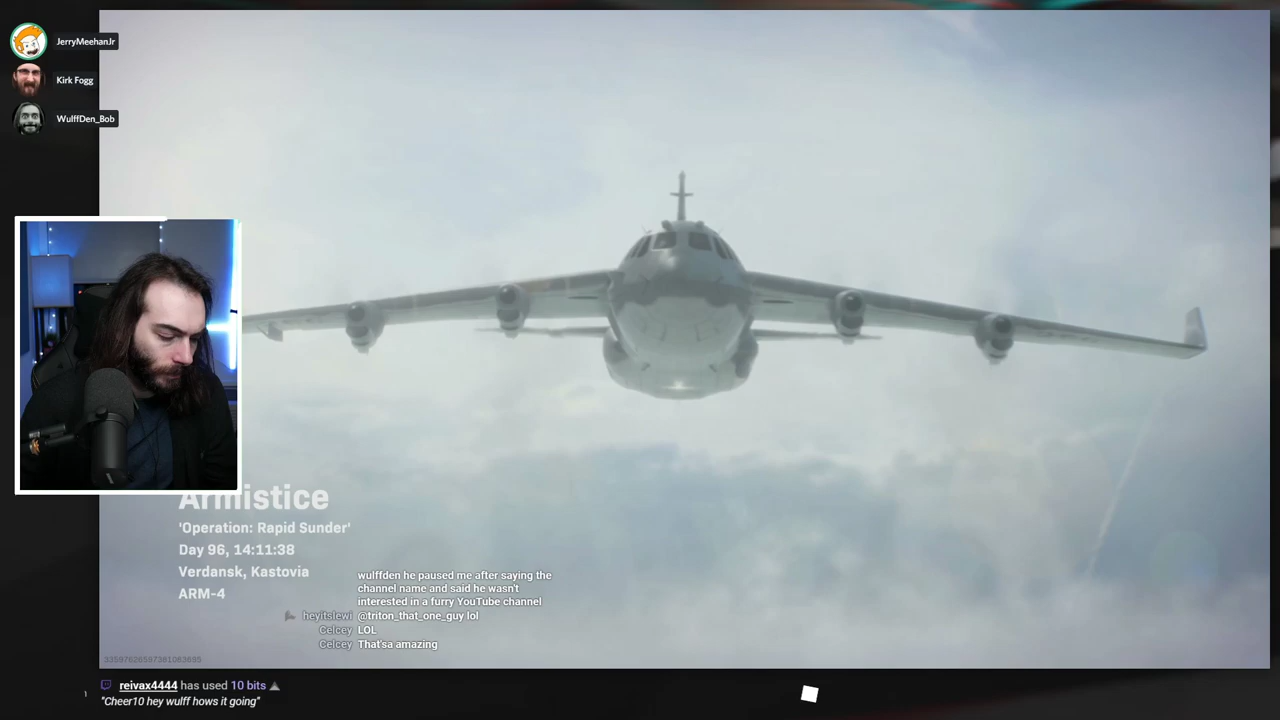 JerryMeehanJr
Kirk Fogg
WulffDen_Bob
Armistice
'Operation: Rapid Sunder'
Day 96, 14:11:38
Verdansk, Kastovia
ARM-4
wulffden he paused me after saying the
channel name and said he wasn't
interested in a furry YouTube channel
heyitslewi @triton_that_one_guy lol
Celcey LOL
Celcey That'sa amazing
reivax4444 has used 10 bits
"Cheer10 hey wulff hows it going"